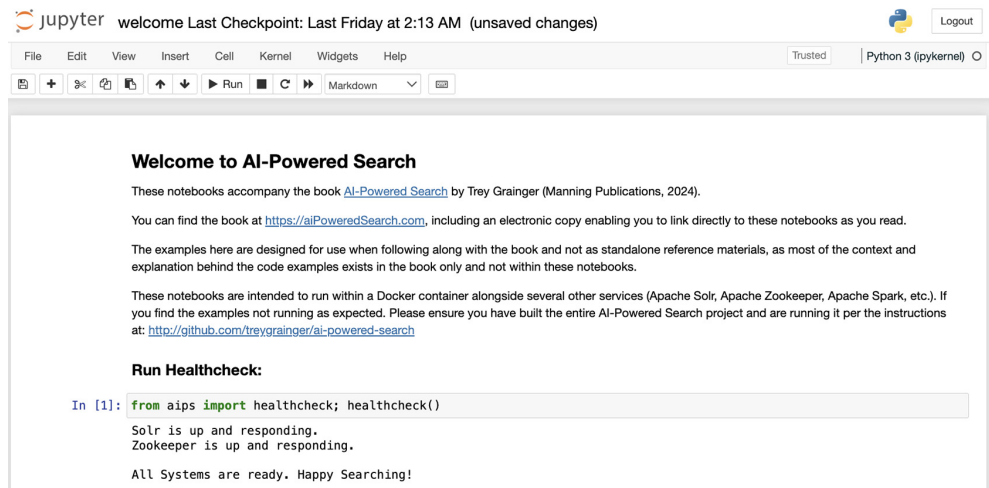 jupyter welcome Last Checkpoint: Last Friday at 2:13 AM (unsaved changes) Logout
File Edit View Insert Cell Kernel Widgets Help Trusted Python 3 (ipykernel)
Run Markdown
Welcome to AI-Powered Search
These notebooks accompany the book AI-Powered Search by Trey Grainger (Manning Publications, 2024).
You can find the book at https://aiPoweredSearch.com, including an electronic copy enabling you to link directly to these notebooks as you read.
The examples here are designed for use when following along with the book and not as standalone reference materials, as most of the context and
explanation behind the code examples exists in the book only and not within these notebooks.
These notebooks are intended to run within a Docker container alongside several other services (Apache Solr, Apache Zookeeper, Apache Spark, etc.). If
you find the examples not running as expected. Please ensure you have built the entire AI-Powered Search project and are running it per the instructions
at: http://github.com/treygrainger/ai-powered-search
Run Healthcheck:
In [1]: from aips import healthcheck; healthcheck()
Solr is up and responding.
Zookeeper is up and responding.
All Systems are ready. Happy Searching!